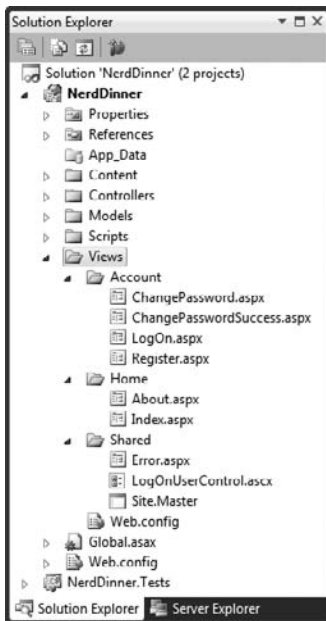 Solution Explorer
Solution 'NerdDinner' (2 projects)
NerdDinner
Properties
References
App_Data
Content
Controllers
Models
Scripts
Views
Account
ChangePassword.aspx
ChangePasswordSuccess.aspx
LogOn.aspx
Register.aspx
Home
About.aspx
Index.aspx
Shared
Error.aspx
LogOnUserControl.ascx
Site.Master
Web.config
Global.asax
Web.config
NerdDinner.Tests
Solution Explorer Server Explorer